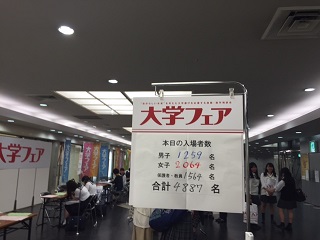 大学フェア
本日の入場者数
男子 1259 名
女子 2064 名
保護者・教員 1564 名
合計 4887 名
大学フェア